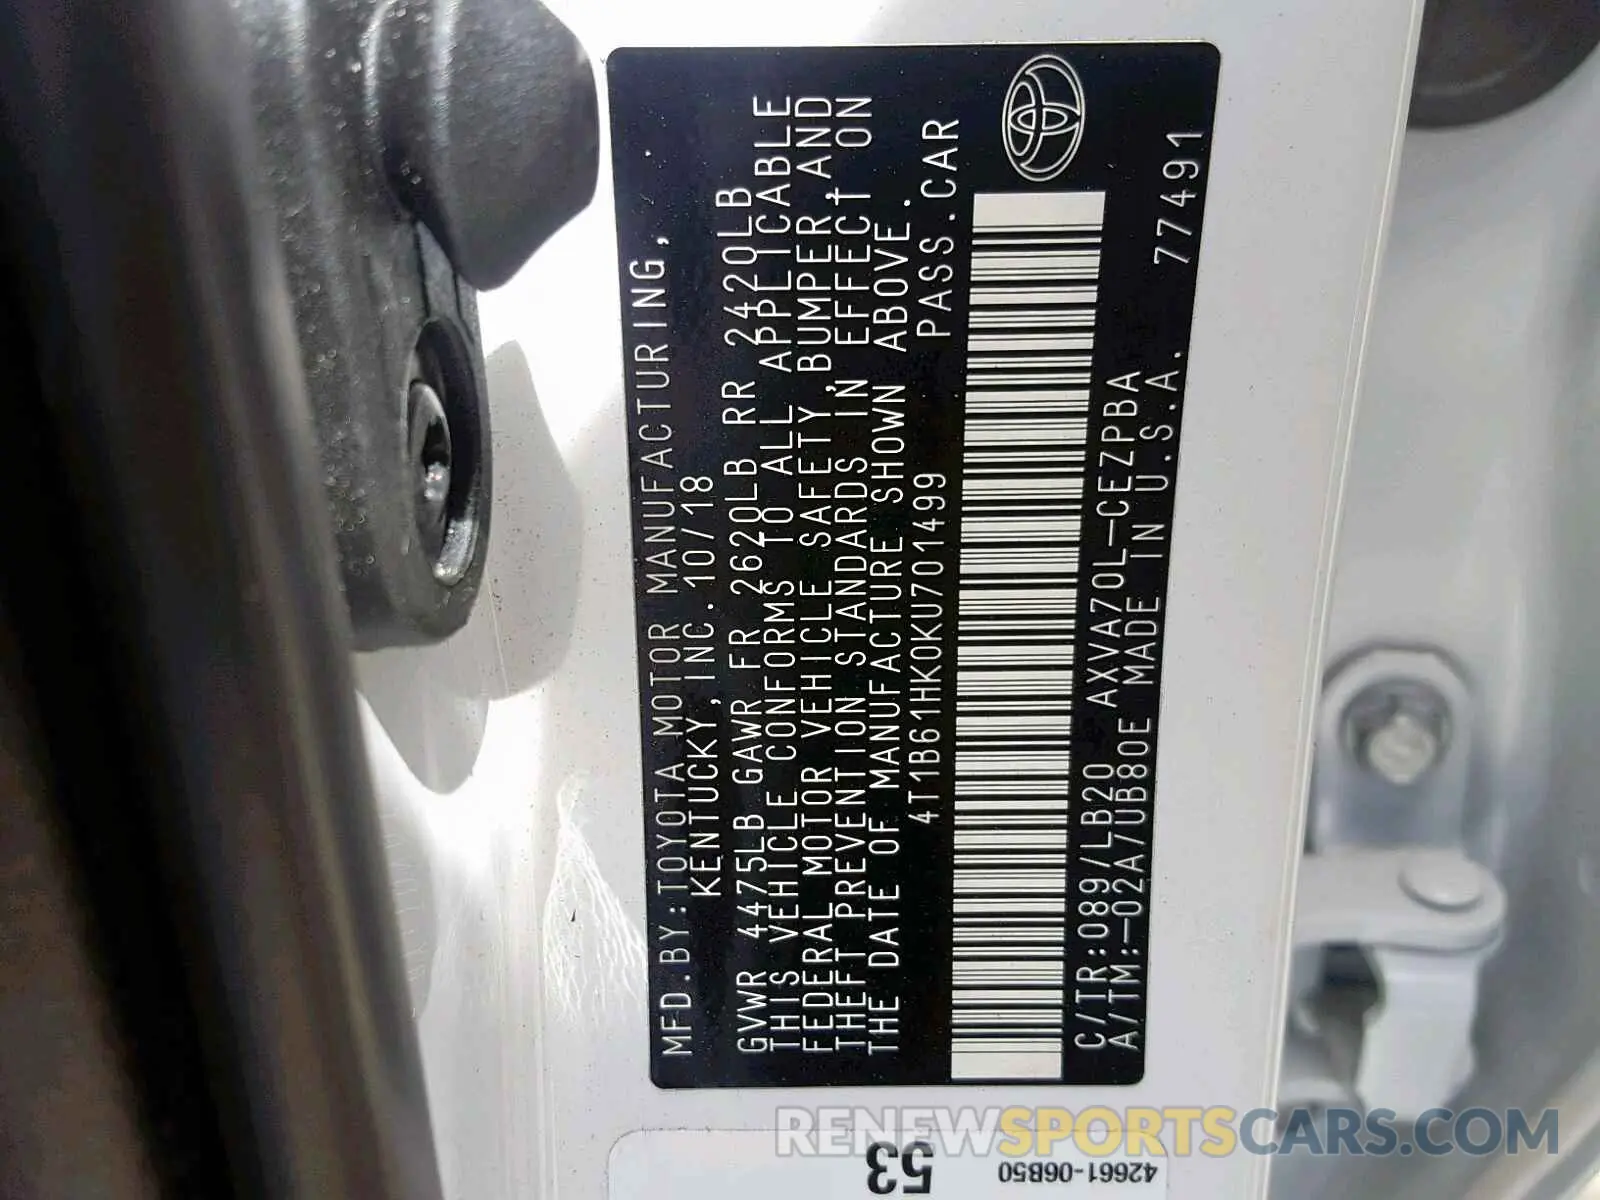 MFD.BY:TOYOTA MOTOR MANUFACTURING,
KENTUCKY, INC. 10/18
GVWR 4475LB GAWR FR 2620LB RR 2420LB
THIS VEHICLE CONFORMS TO ALL APPLICABLE
FEDERAL MOTOR VEHICLE SAFETY, BUMPER, AND
THEFT PREVENTION STANDARDS IN EFFECT ON
THE DATE OF MANUFACTURE SHOWN ABOVE.
4T1B61HK0KU701499 PASS.CAR
C/TR:089/LB20 AXVA70L-CEZPBA
A/TM:-02A/UB80E MADE IN U.S.A. 77491
53
42661-06B50
RENEWSPORTSCARS.COM